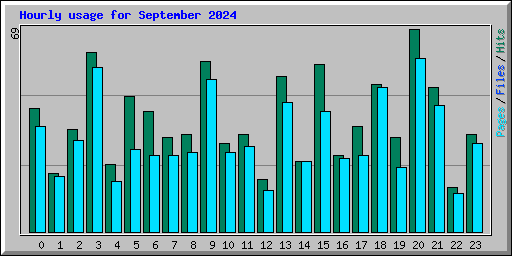 Hourly usage for September 2024
69
Pages/Files/Hits
0 1 2 3 4 5 6 7 8 9 10 11 12 13 14 15 16 17 18 19 20 21 22 23